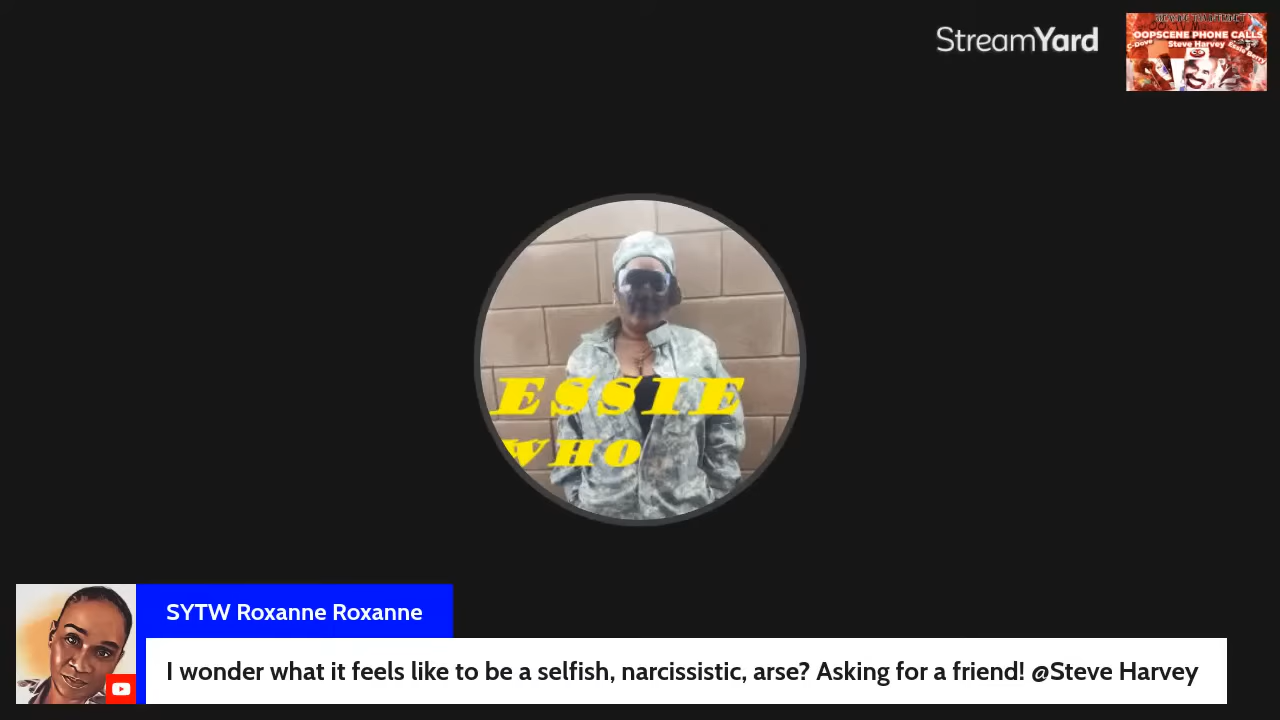 StreamYard
OOPSCENE PHONE CALLS
Steve Harvey
ESSIE
WHO
SYTW Roxanne Roxanne
I wonder what it feels like to be a selfish, narcissistic, arse? Asking for a friend! @Steve Harvey